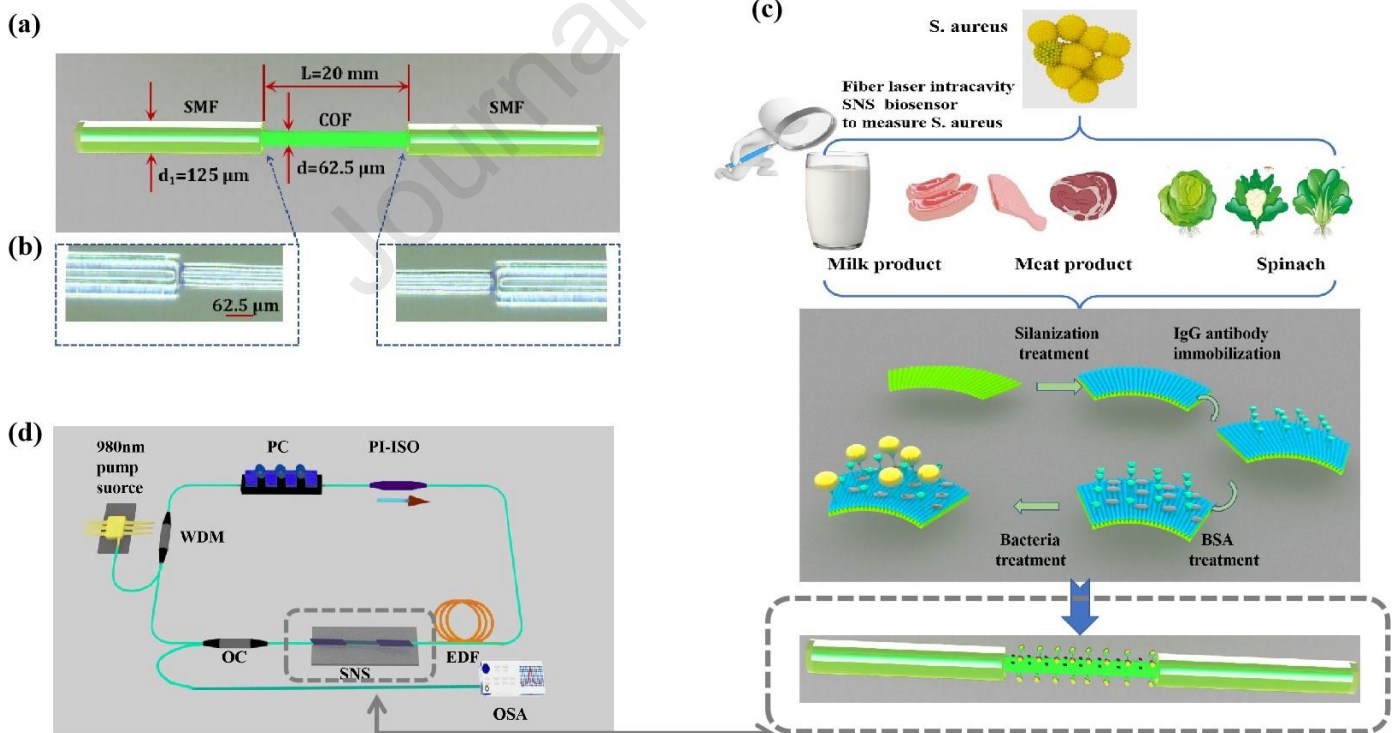 (a)
L=20 mm
SMF
COF
SMF
d₁=125 μm
d=62.5 μm
(b)
62.5 μm
Journal
(c)
S. aureus
Fiber laser intracavity
SNS biosensor
to measure S. aureus
Milk product
Meat product
Spinach
Silanization
treatment
IgG antibody
immobilization
Bacteria
treatment
BSA
treatment
(d)
980nm
pump
suorce
PC
PI-ISO
WDM
OC
SNS
EDF
OSA